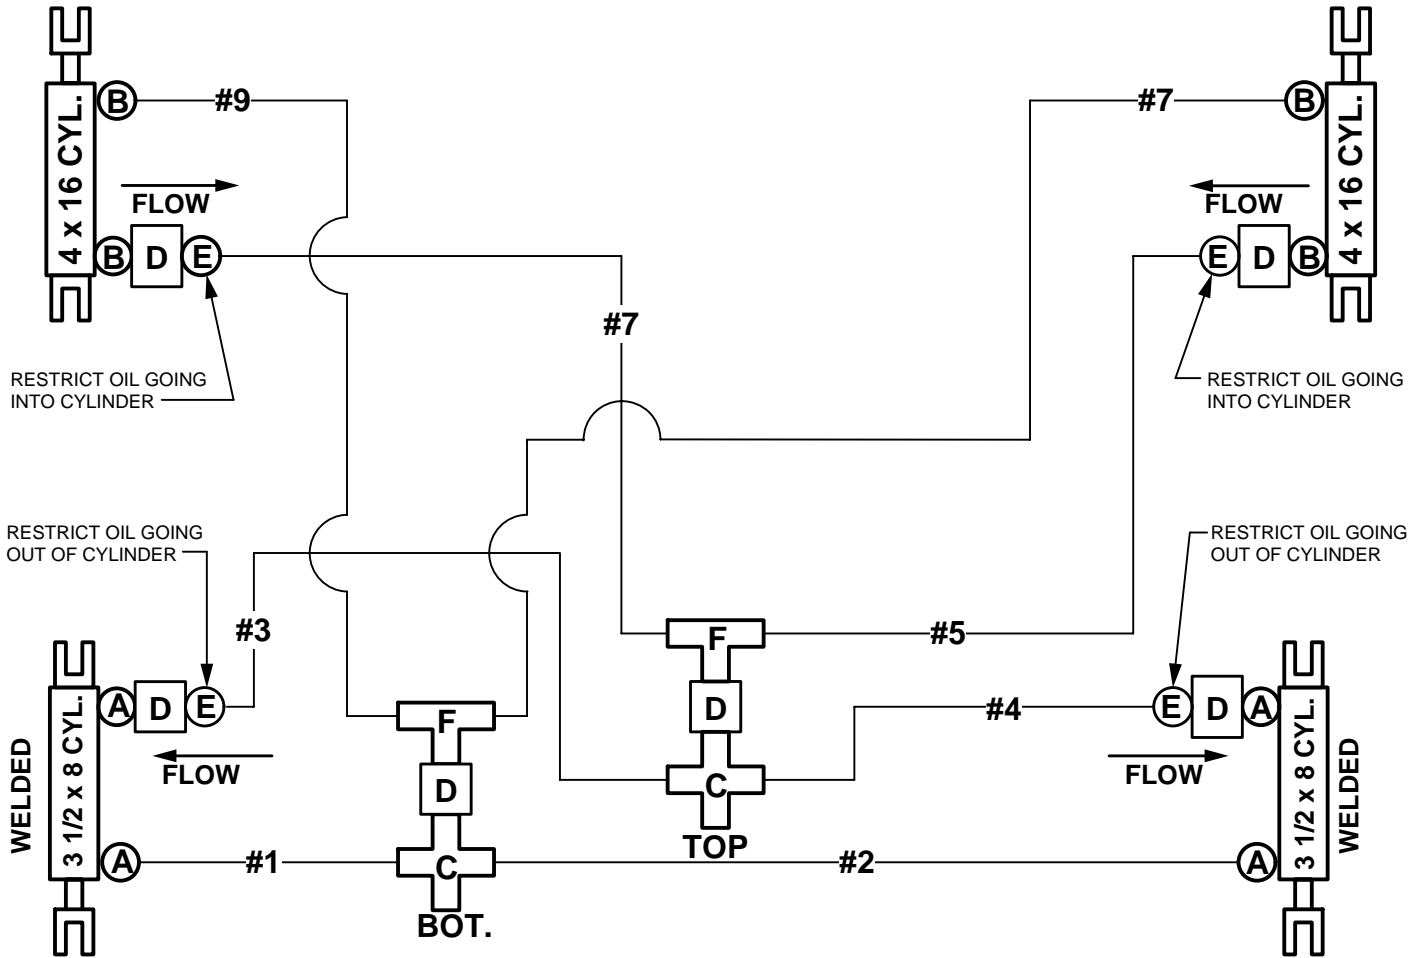 B #9 #7 B
4 x 16 CYL.
4 x 16 CYL.
FLOW
FLOW
B D E
E D B
#7
RESTRICT OIL GOING
INTO CYLINDER
RESTRICT OIL GOING
INTO CYLINDER
RESTRICT OIL GOING
OUT OF CYLINDER
RESTRICT OIL GOING
OUT OF CYLINDER
#3
F #5
A D E
D
#4
E D A
F
FLOW
FLOW
WELDED
3 1/2 x 8 CYL.
3 1/2 x 8 CYL.
WELDED
D
C
TOP
A #1 C #2 A
BOT.